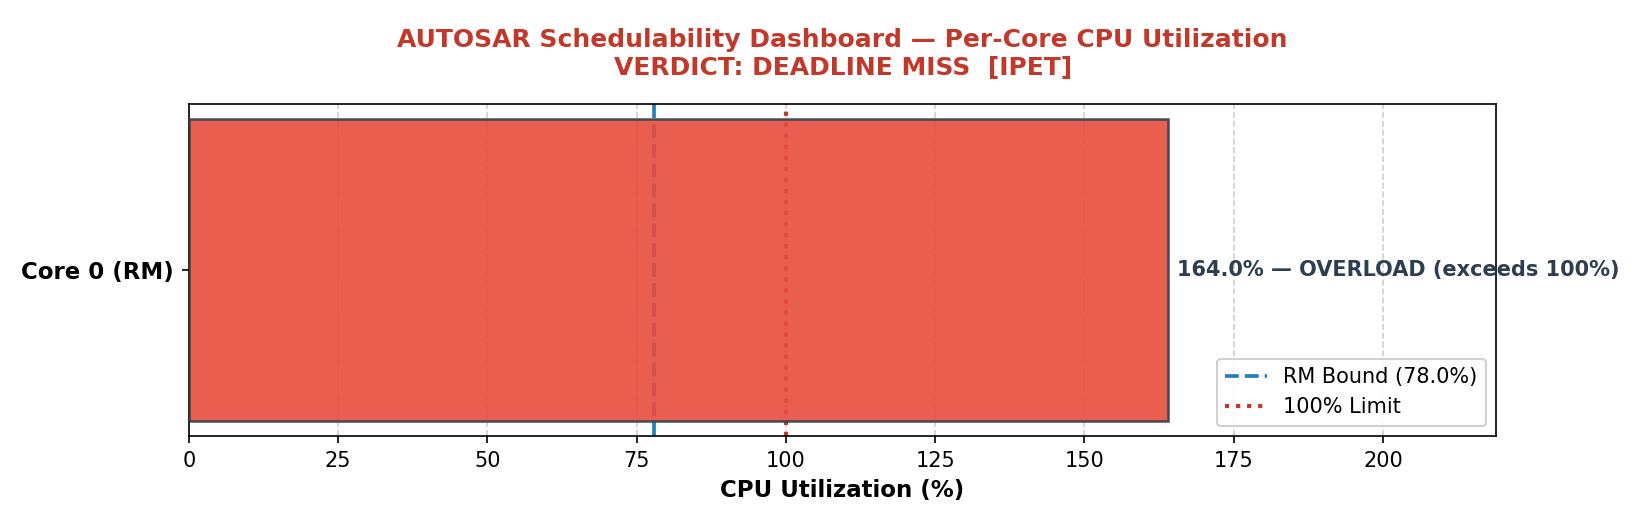 AUTOSAR Schedulability Dashboard — Per-Core CPU Utilization
VERDICT: DEADLINE MISS  [IPET]
Core 0 (RM)
164.0% — OVERLOAD (exceeds 100%)
RM Bound (78.0%)
100% Limit
0 25 50 75 100 125 150 175 200
CPU Utilization (%)